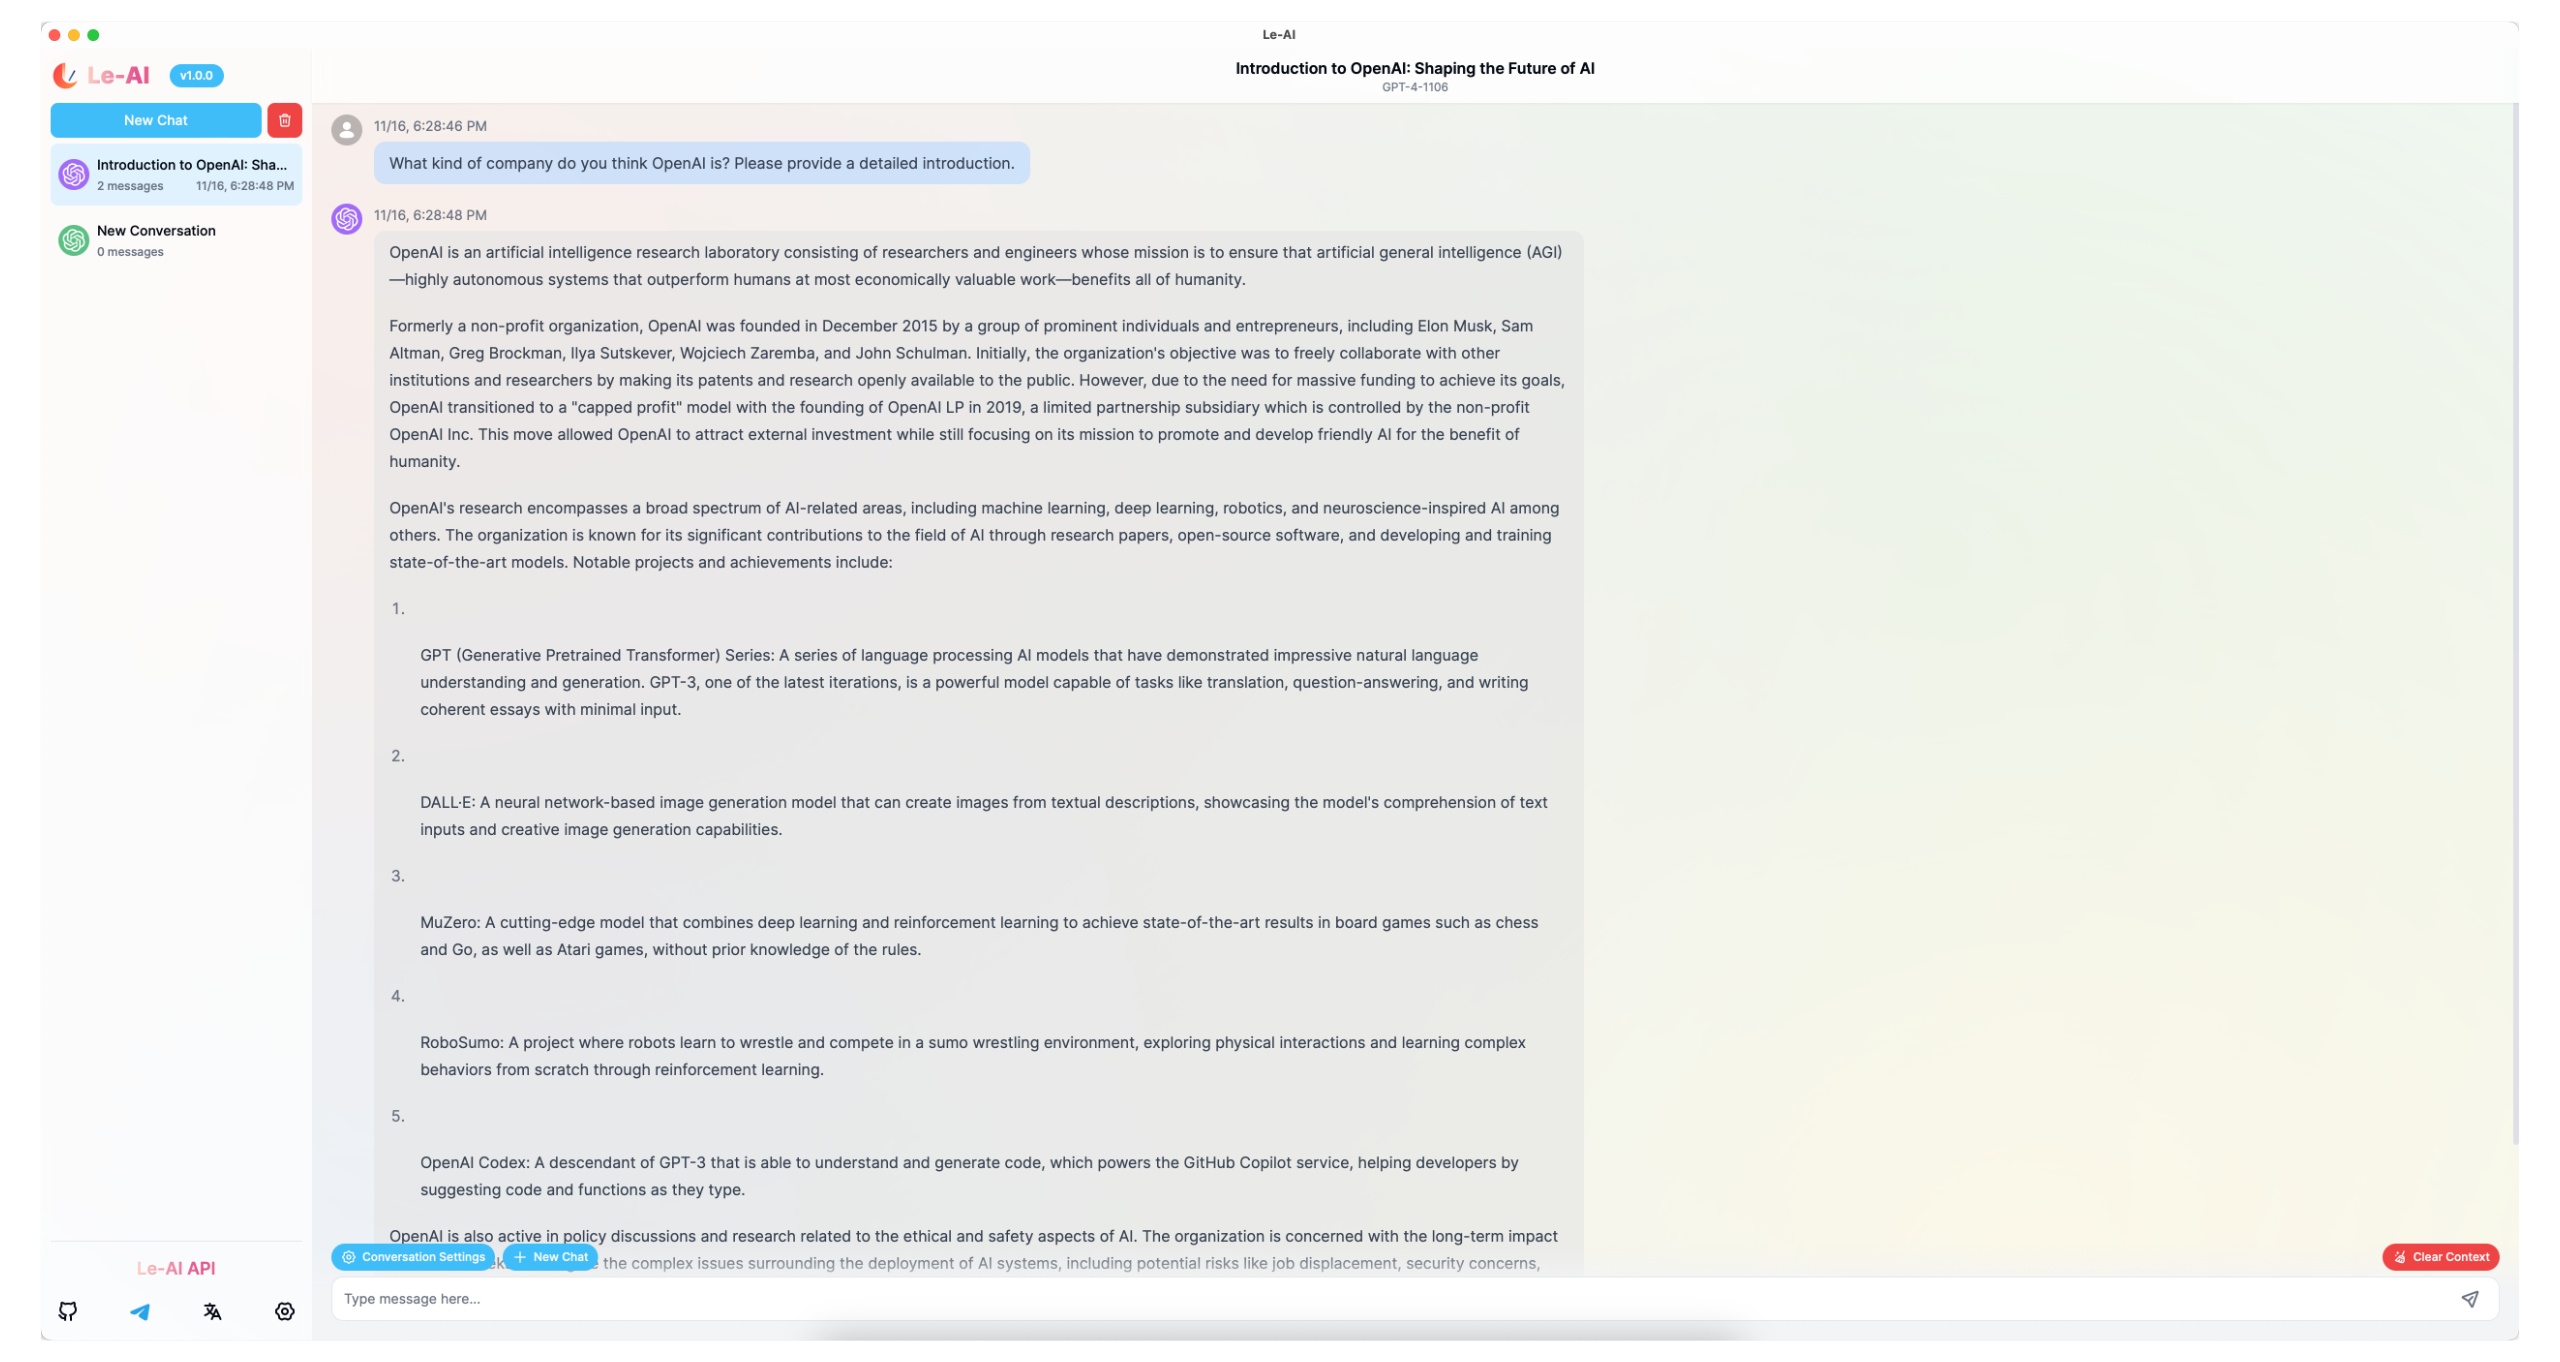 Le-AI
Le-AI
v1.0.0
New Chat
Introduction to OpenAI: Sha...
2 messages
11/16, 6:28:48 PM
New Conversation
0 messages
Le-AI API
Introduction to OpenAI: Shaping the Future of AI
GPT-4-1106
11/16, 6:28:46 PM
What kind of company do you think OpenAI is? Please provide a detailed introduction.
11/16, 6:28:48 PM
OpenAI is an artificial intelligence research laboratory consisting of researchers and engineers whose mission is to ensure that artificial general intelligence (AGI)
—highly autonomous systems that outperform humans at most economically valuable work—benefits all of humanity.
Formerly a non-profit organization, OpenAI was founded in December 2015 by a group of prominent individuals and entrepreneurs, including Elon Musk, Sam
Altman, Greg Brockman, Ilya Sutskever, Wojciech Zaremba, and John Schulman. Initially, the organization's objective was to freely collaborate with other
institutions and researchers by making its patents and research openly available to the public. However, due to the need for massive funding to achieve its goals,
OpenAI transitioned to a "capped profit" model with the founding of OpenAI LP in 2019, a limited partnership subsidiary which is controlled by the non-profit
OpenAI Inc. This move allowed OpenAI to attract external investment while still focusing on its mission to promote and develop friendly AI for the benefit of
humanity.
OpenAI's research encompasses a broad spectrum of AI-related areas, including machine learning, deep learning, robotics, and neuroscience-inspired AI among
others. The organization is known for its significant contributions to the field of AI through research papers, open-source software, and developing and training
state-of-the-art models. Notable projects and achievements include:
1.
GPT (Generative Pretrained Transformer) Series: A series of language processing AI models that have demonstrated impressive natural language
understanding and generation. GPT-3, one of the latest iterations, is a powerful model capable of tasks like translation, question-answering, and writing
coherent essays with minimal input.
2.
DALL·E: A neural network-based image generation model that can create images from textual descriptions, showcasing the model's comprehension of text
inputs and creative image generation capabilities.
3.
MuZero: A cutting-edge model that combines deep learning and reinforcement learning to achieve state-of-the-art results in board games such as chess
and Go, as well as Atari games, without prior knowledge of the rules.
4.
RoboSumo: A project where robots learn to wrestle and compete in a sumo wrestling environment, exploring physical interactions and learning complex
behaviors from scratch through reinforcement learning.
5.
OpenAI Codex: A descendant of GPT-3 that is able to understand and generate code, which powers the GitHub Copilot service, helping developers by
suggesting code and functions as they type.
OpenAI is also active in policy discussions and research related to the ethical and safety aspects of AI. The organization is concerned with the long-term impact
the complex issues surrounding the deployment of AI systems, including potential risks like job displacement, security concerns,
Conversation Settings
New Chat
Clear Context
Type message here...